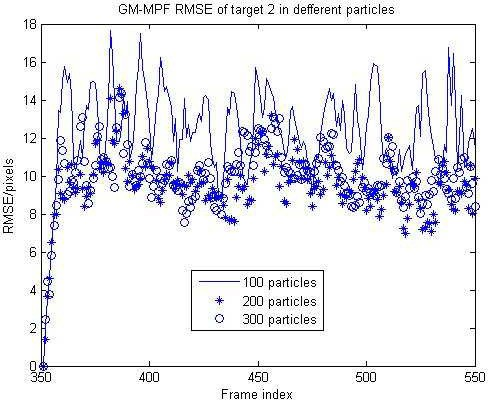 GM-MPF RMSE of target 2 in defferent particles
18
16
14
12
10
8
6
4
2
0
RMSE/pixels
100 particles
200 particles
300 particles
350
400
450
500
550
Frame index